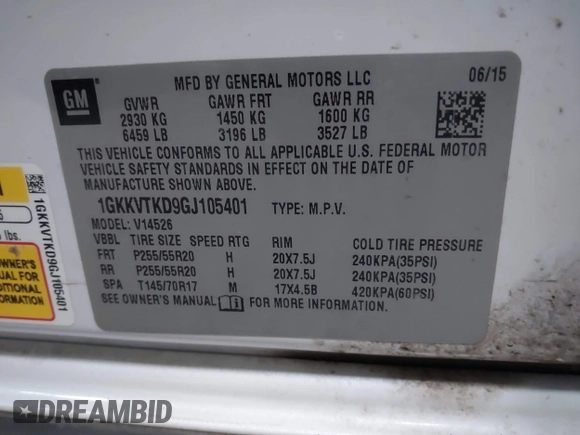 GM
MFD BY GENERAL MOTORS LLC 06/15
GVWR GAWR FRT GAWR RR
2930 KG 1450 KG 1600 KG
6459 LB 3196 LB 3527 LB
THIS VEHICLE CONFORMS TO ALL APPLICABLE U.S. FEDERAL MOTOR
VEHICLE SAFETY STANDARDS IN EFFECT ON THE DATE OF
MANUFACTURE SHOWN ABOVE.
1GKKVTKD9GJ105401 TYPE: M.P.V.
MODEL: V14526
VBBL TIRE SIZE SPEED RTG RIM COLD TIRE PRESSURE
FRT P255/55R20 H 20X7.5J 240KPA(35PSI)
RR P255/55R20 H 20X7.5J 240KPA(35PSI)
SPA T145/70R17 M 17X4.5B 420KPA(60PSI)
SEE OWNER'S MANUAL FOR MORE INFORMATION
lbs.
OWNER'S
MANUAL FOR
ADDITIONAL
INFORMATION
1GKKVTKD9GJ105401
DREAMBID